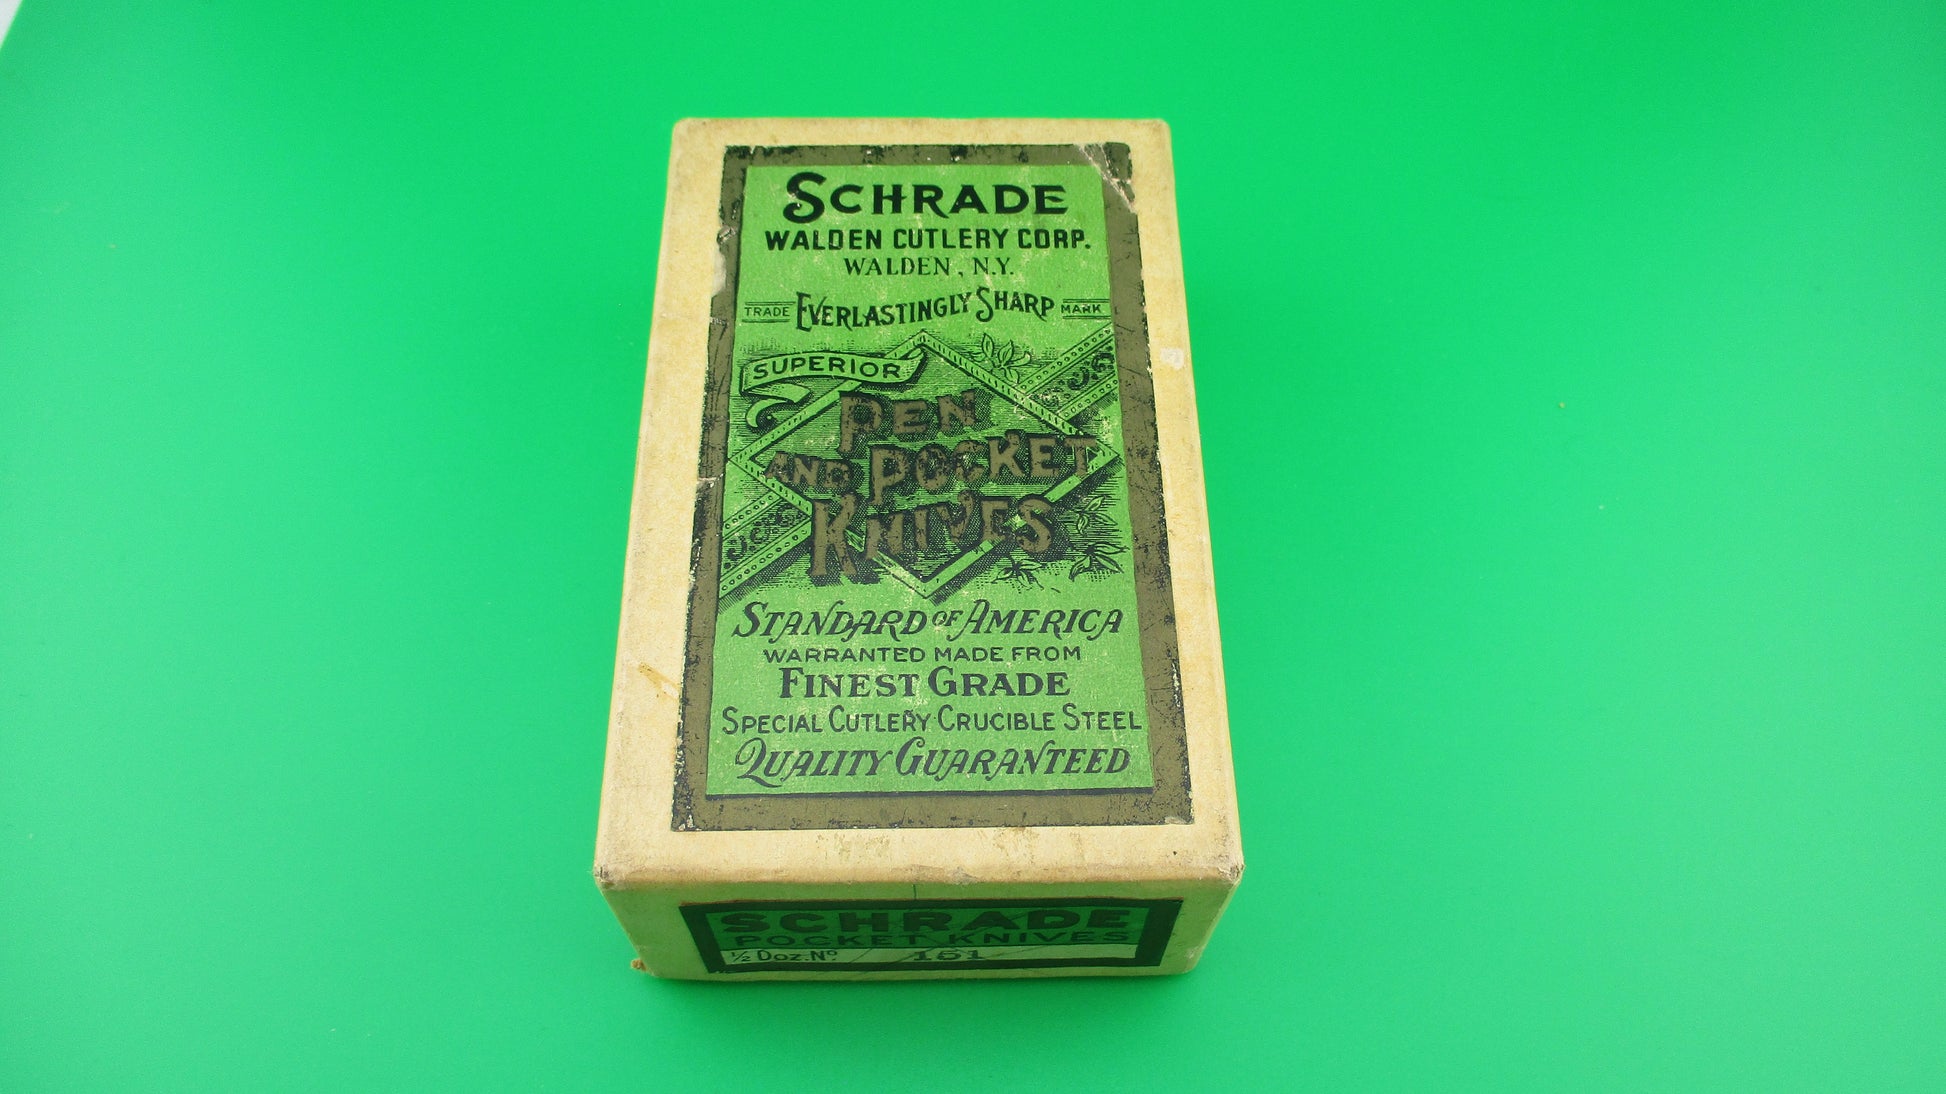 SCHRADE
WALDEN CUTLERY CORP.
WALDEN, N.Y.
TRADE EVERLASTINGLY SHARP MARK
SUPERIOR
PEN
AND POCKET
KNIVES
STANDARD OF AMERICA
WARRANTED MADE FROM
FINEST GRADE
SPECIAL CUTLERY CRUCIBLE STEEL
QUALITY GUARANTEED
SCHRADE
POCKET KNIVES
½ Doz. Nº 151